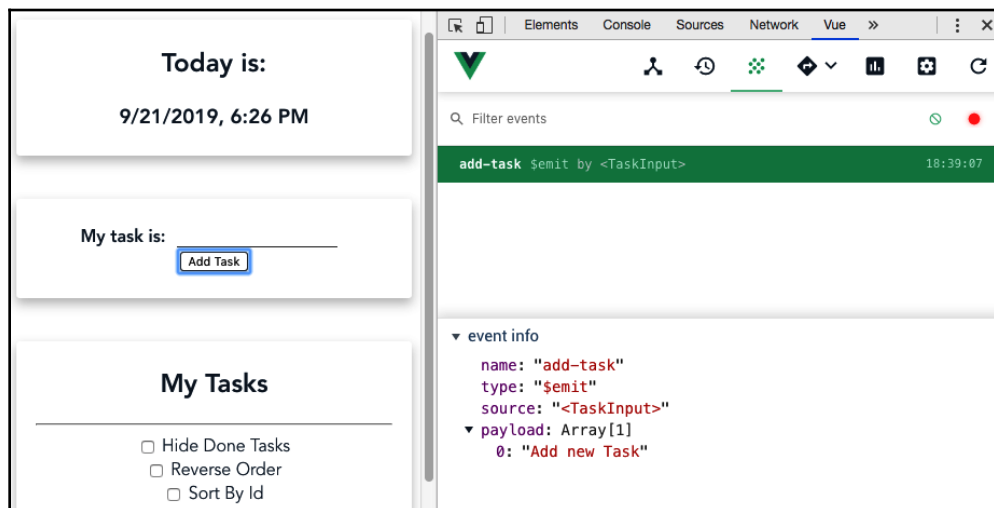 Today is:
9/21/2019, 6:26 PM
My task is:
Add Task
My Tasks
Hide Done Tasks
Reverse Order
Sort By Id
Elements Console Sources Network Vue »
Filter events
add-task $emit by <TaskInput> 18:39:07
event info
name: "add-task"
type: "$emit"
source: "<TaskInput>"
payload: Array[1]
0: "Add new Task"